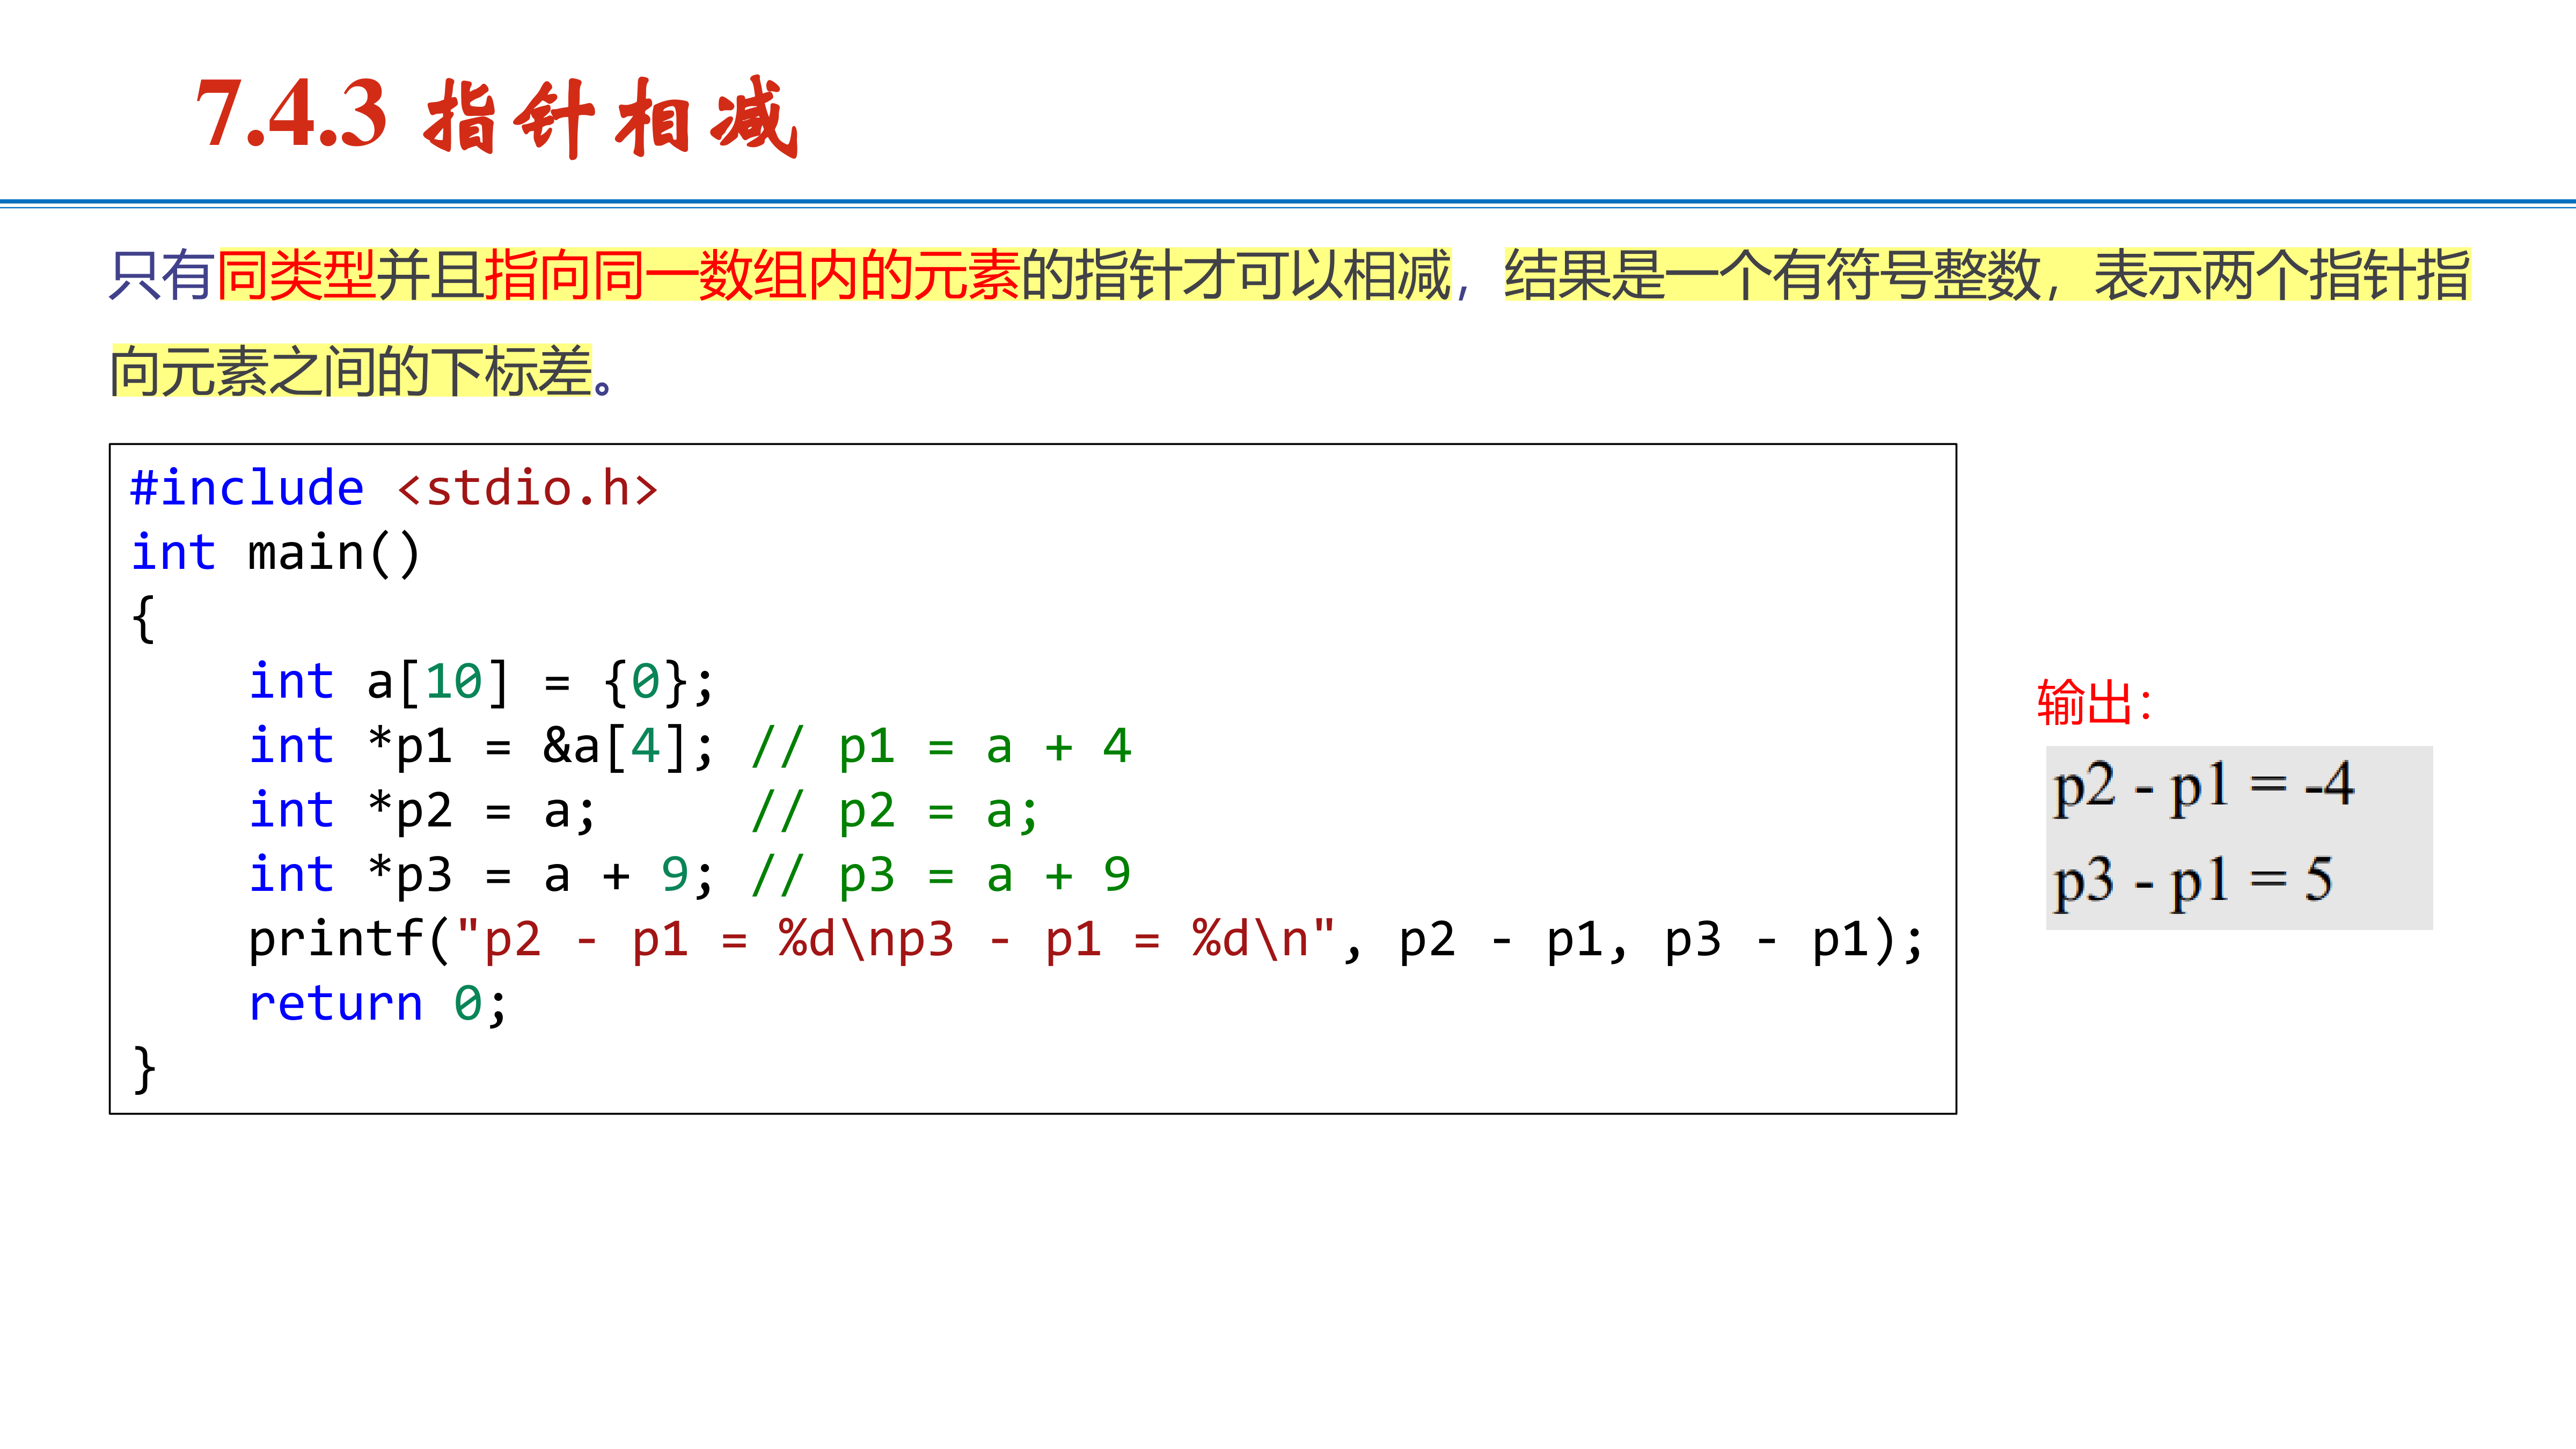 7.4.3 指针相减
只有同类型并且指向同一数组内的元素的指针才可以相减，结果是一个有符号整数，表示两个指针指
向元素之间的下标差。
#include <stdio.h>
int main()
{
    int a[10] = {0};
    int *p1 = &a[4]; // p1 = a + 4
    int *p2 = a;     // p2 = a;
    int *p3 = a + 9; // p3 = a + 9
    printf("p2 - p1 = %d\np3 - p1 = %d\n", p2 - p1, p3 - p1);
    return 0;
}
输出：
p2 - p1 = -4
p3 - p1 = 5